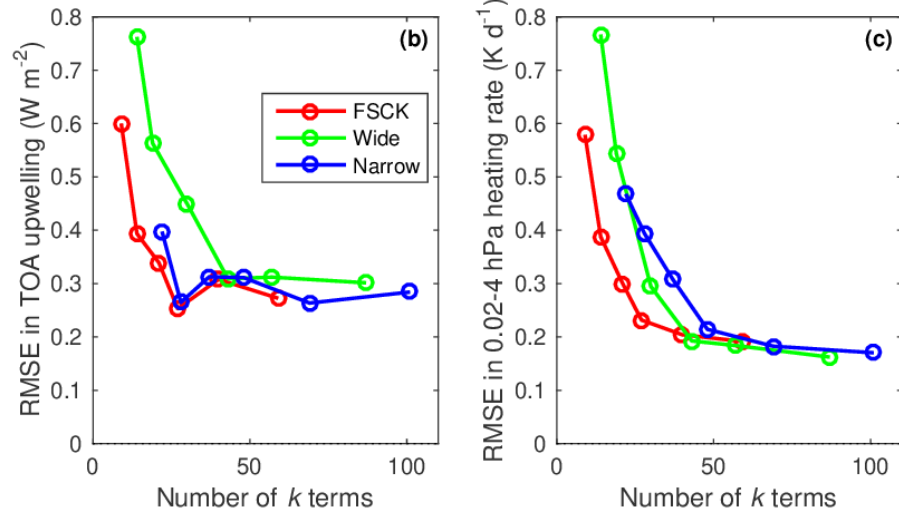 RMSE in TOA upwelling (W m⁻²)
0.8
0.7
0.6
0.5
0.4
0.3
0.2
0.1
0
(b)
FSCK
Wide
Narrow
0
50
100
Number of k terms
RMSE in 0.02-4 hPa heating rate (K d⁻¹)
0.8
0.7
0.6
0.5
0.4
0.3
0.2
0.1
0
(c)
0
50
100
Number of k terms